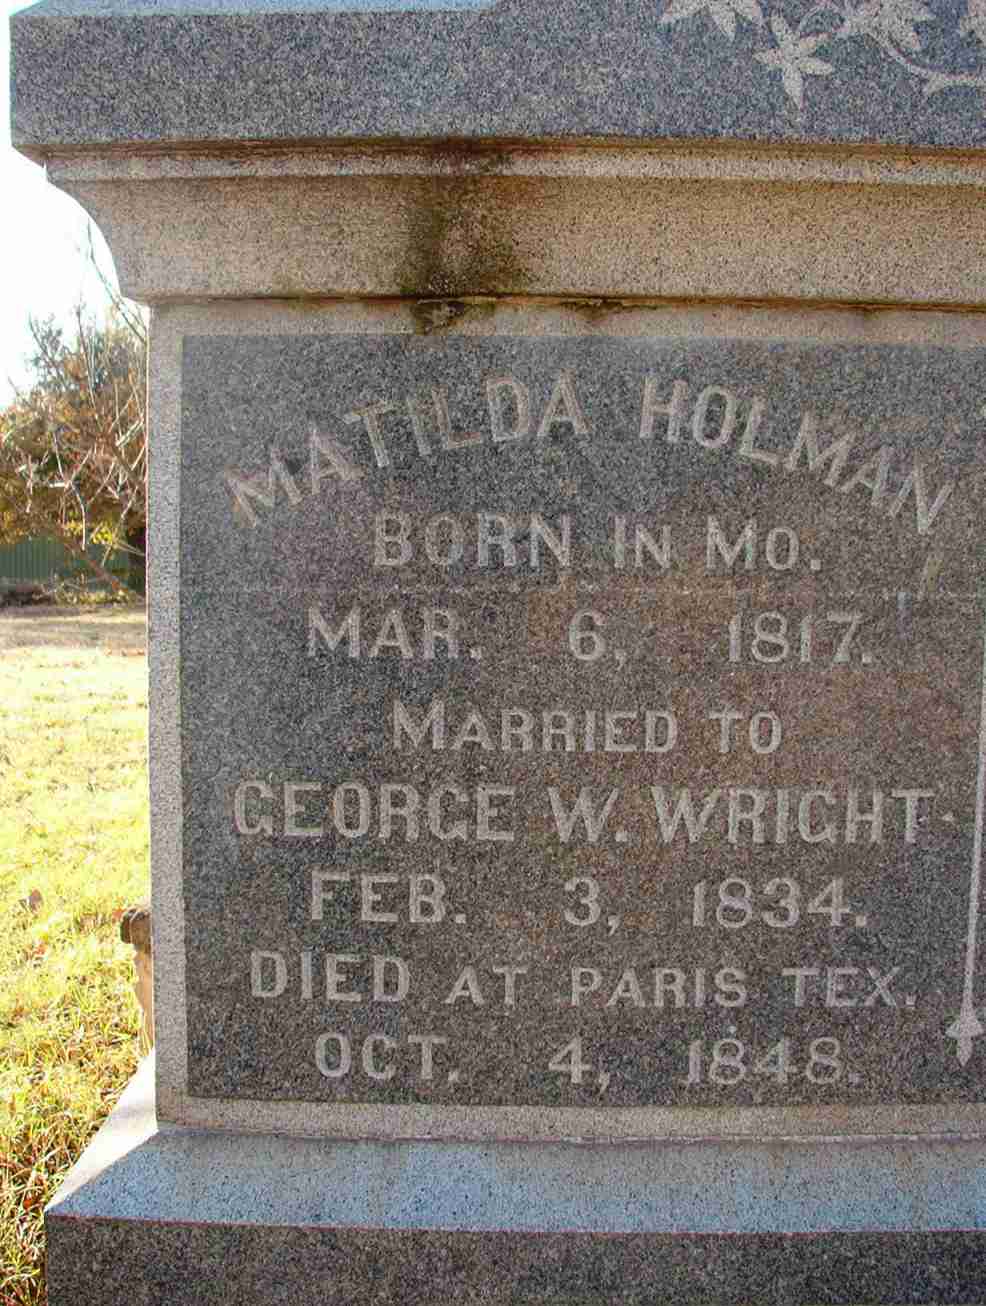 MATILDA HOLMAN
BORN IN MO.
MAR. 6, 1817.
MARRIED TO
GEORGE W. WRIGHT
FEB. 3, 1834.
DIED AT PARIS TEX.
OCT. 4, 1848.